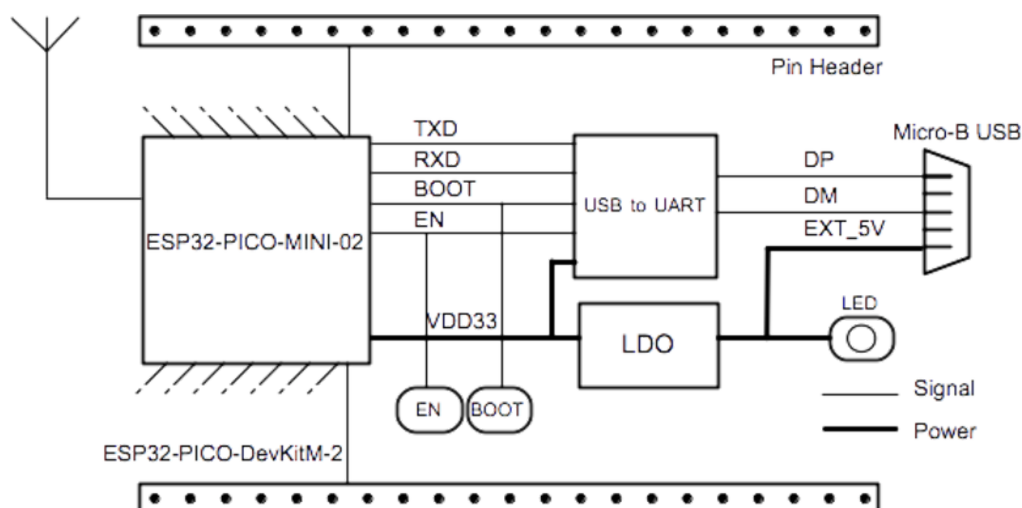 Pin Header
Micro-B USB
TXD
RXD
BOOT
EN
DP
DM
EXT_5V
USB to UART
ESP32-PICO-MINI-02
VDD33
LDO
LED
EN
BOOT
Signal
Power
ESP32-PICO-DevKitM-2